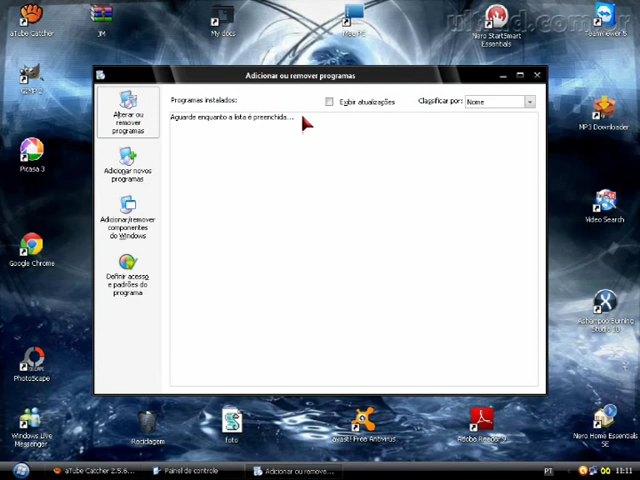 aTube Catcher
JM
My docs
Meu PC
Nero StartSmart
Essentials
TeamViewer 5
GIMP 2
MP3 Downloader
Picasa 3
Video Search
Google Chrome
Ashampoo Burning
PhotoScape
Windows Live
Messenger
Reciclagem
foto
avast! Free Antivirus
Adobe Reader 9
Nero Home Essentials
SE
Adicionar ou remover programas
Alterar ou
remover
programas
Adicionar novos
programas
Adicionar/remover
componentes
do Windows
Definir acesso
e padrões do
programa
Programas instalados:
Exibir atualizações
Classificar por:
Nome
Aguarde enquanto a lista é preenchida...
aTube Catcher 2.5.6...
Painel de controle
Adicionar ou remove...
PT
11:11